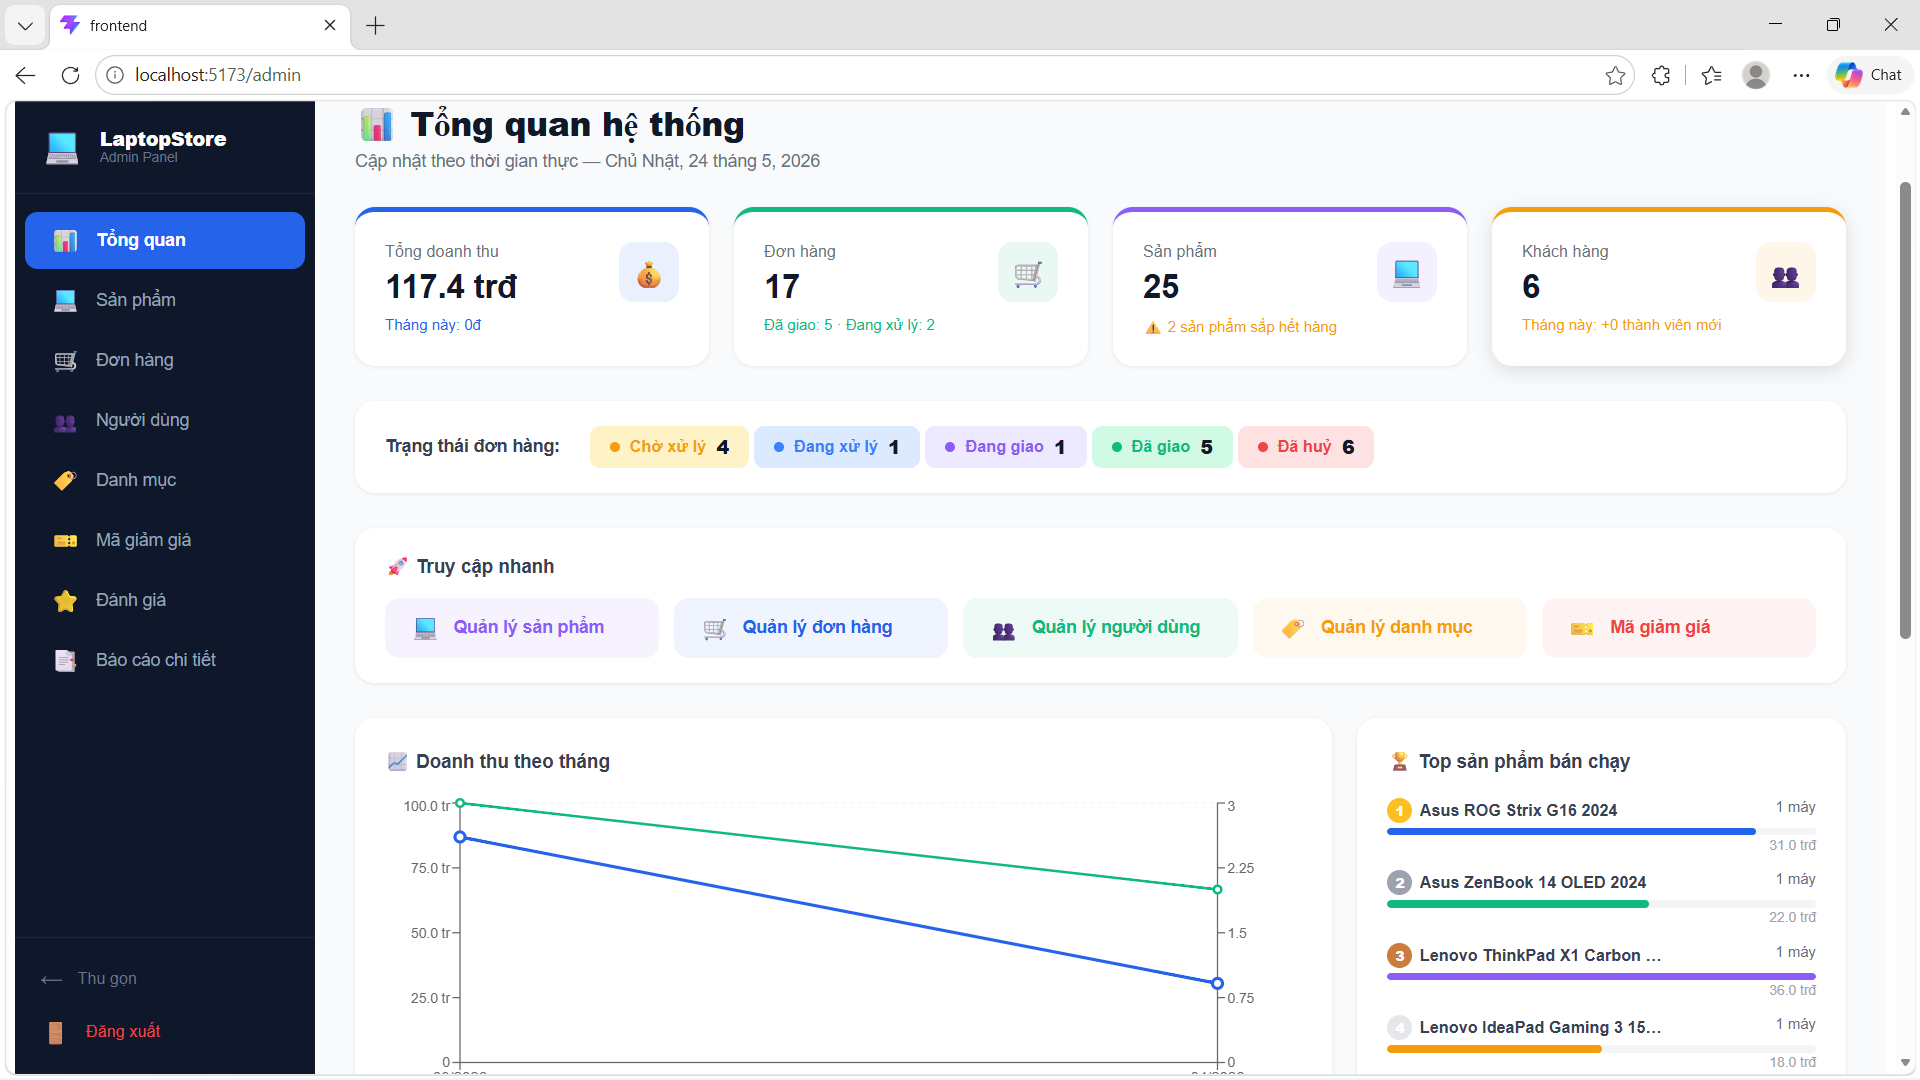 frontend
localhost:5173/admin
Chat
LaptopStore
Admin Panel
Tổng quan
Sản phẩm
Đơn hàng
Người dùng
Danh mục
Mã giảm giá
Đánh giá
Báo cáo chi tiết
Thu gọn
Đăng xuất
Tổng quan hệ thống
Cập nhật theo thời gian thực — Chủ Nhật, 24 tháng 5, 2026
Tổng doanh thu
117.4 trđ
Tháng này: 0đ
Đơn hàng
17
Đã giao: 5 · Đang xử lý: 2
Sản phẩm
25
2 sản phẩm sắp hết hàng
Khách hàng
6
Tháng này: +0 thành viên mới
Trạng thái đơn hàng:
Chờ xử lý 4
Đang xử lý 1
Đang giao 1
Đã giao 5
Đã huỷ 6
Truy cập nhanh
Quản lý sản phẩm
Quản lý đơn hàng
Quản lý người dùng
Quản lý danh mục
Mã giảm giá
Doanh thu theo tháng
100.0 tr
75.0 tr
50.0 tr
25.0 tr
0
3
2.25
1.5
0.75
0
Top sản phẩm bán chạy
1 Asus ROG Strix G16 2024 1 máy
31.0 trđ
2 Asus ZenBook 14 OLED 2024 1 máy
22.0 trđ
3 Lenovo ThinkPad X1 Carbon ... 1 máy
36.0 trđ
4 Lenovo IdeaPad Gaming 3 15... 1 máy
18.0 trđ